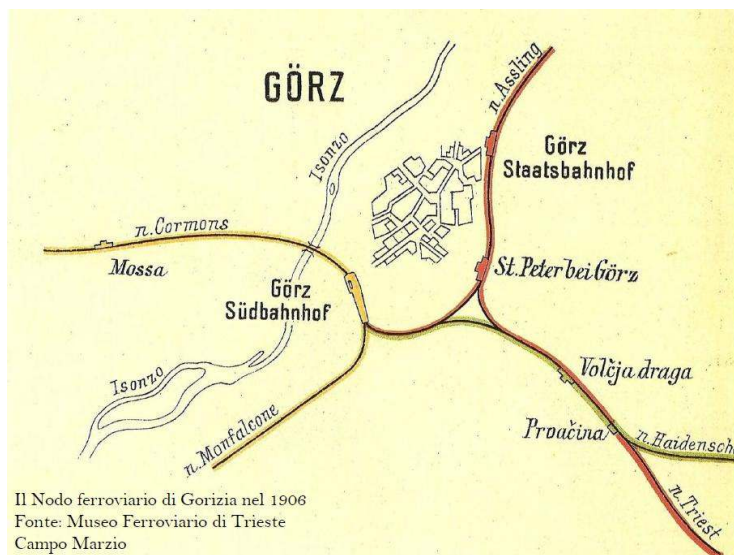 GÖRZ
Isonzo
n. Assling
Görz
Staatsbahnhof
n. Cormons
Mossa
Görz
Südbahnhof
St. Peter bei Görz
Isonzo
n. Monfalcone
Volčja draga
Prvačina
n. Haidensch
n. Triest
Il Nodo ferroviario di Gorizia nel 1906
Fonte: Museo Ferroviario di Trieste
Campo Marzio